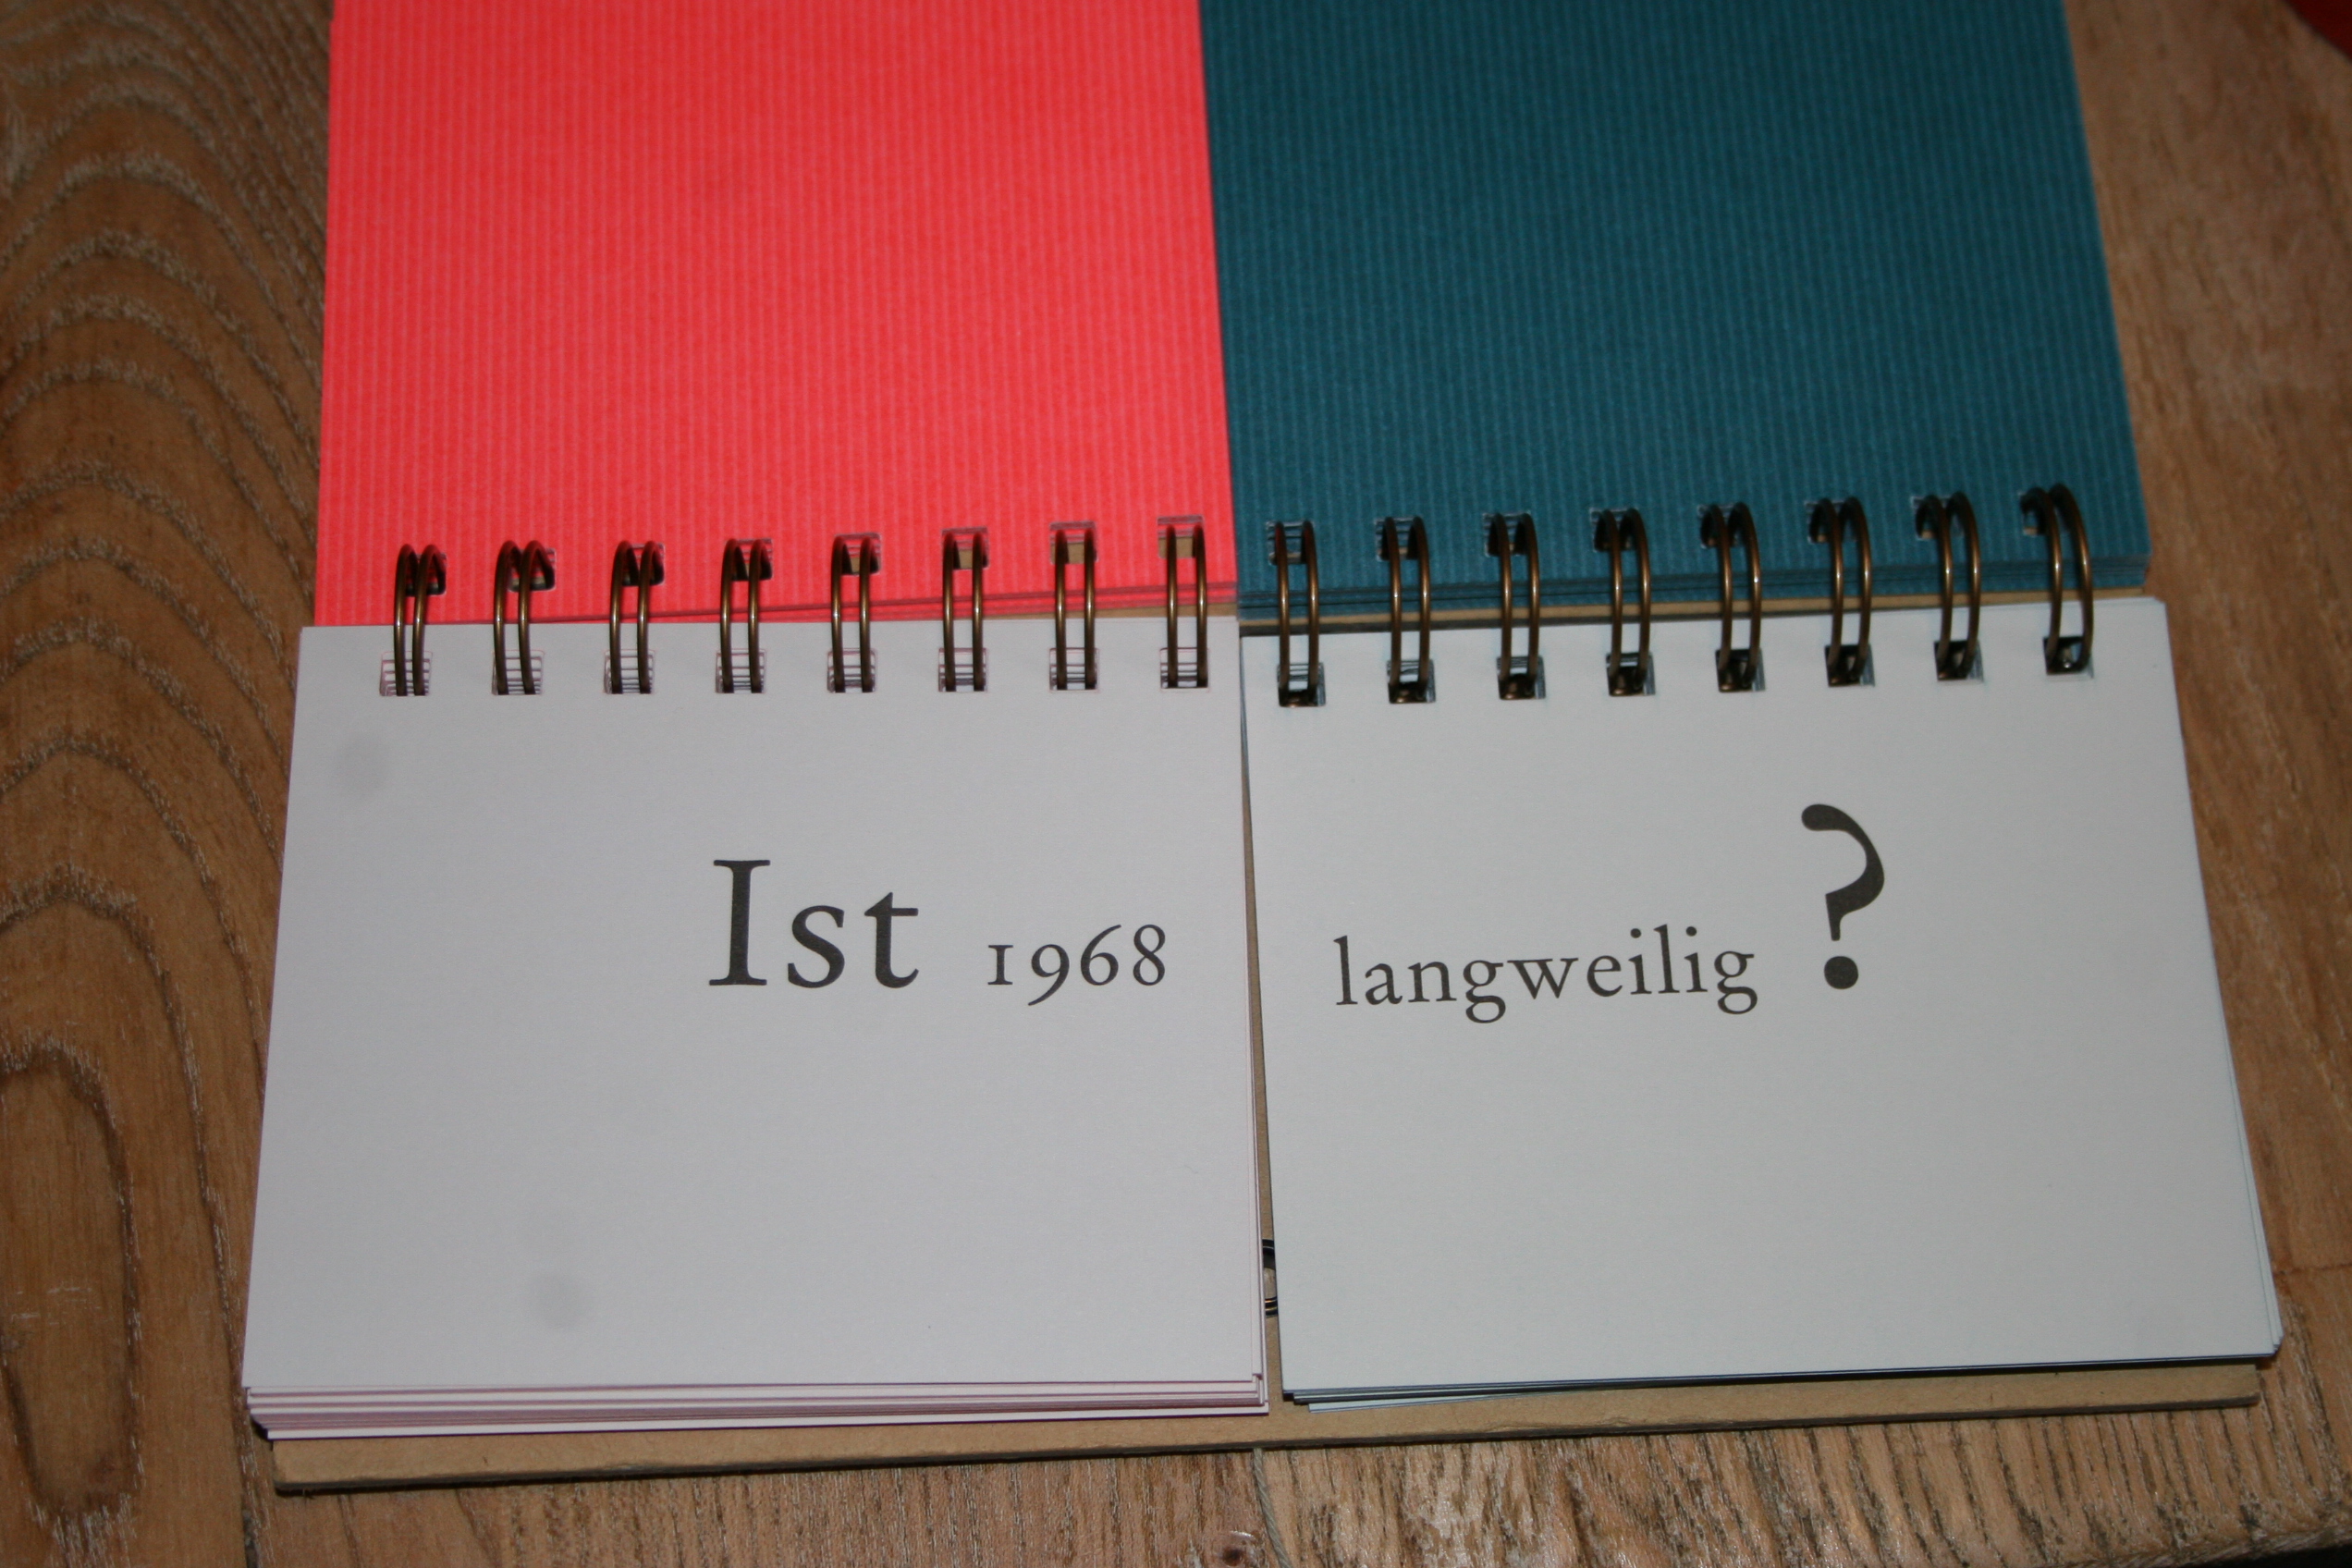 Ist 1968 langweilig ?